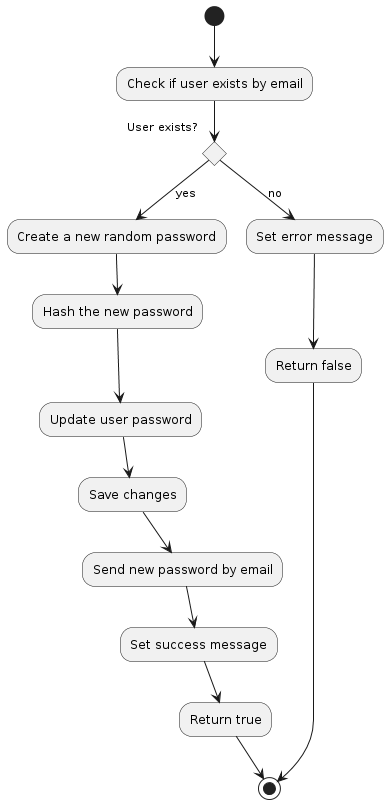 Check if user exists by email
User exists?
yes
no
Create a new random password
Set error message
Hash the new password
Return false
Update user password
Save changes
Send new password by email
Set success message
Return true